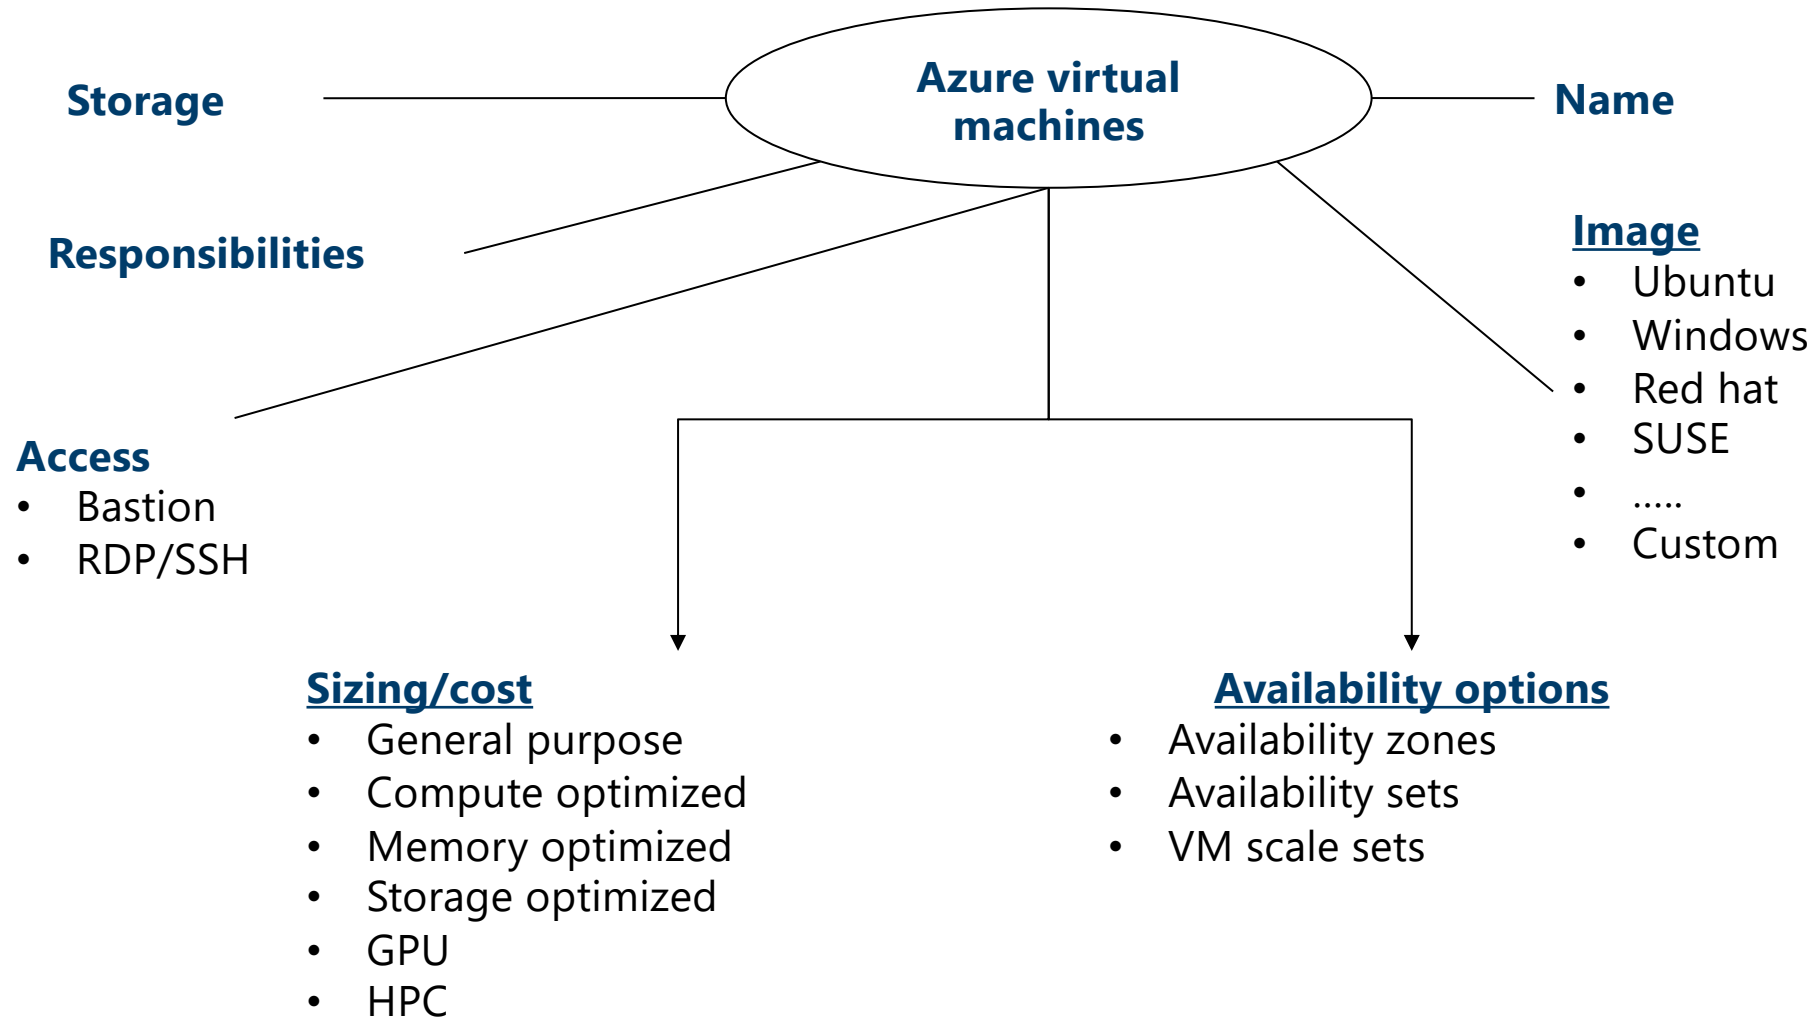 Azure virtual
machines
Storage
Name
Responsibilities
Image
• Ubuntu
• Windows
• Red hat
• SUSE
• .....
• Custom
Access
• Bastion
• RDP/SSH
Sizing/cost
• General purpose
• Compute optimized
• Memory optimized
• Storage optimized
• GPU
• HPC
Availability options
• Availability zones
• Availability sets
• VM scale sets